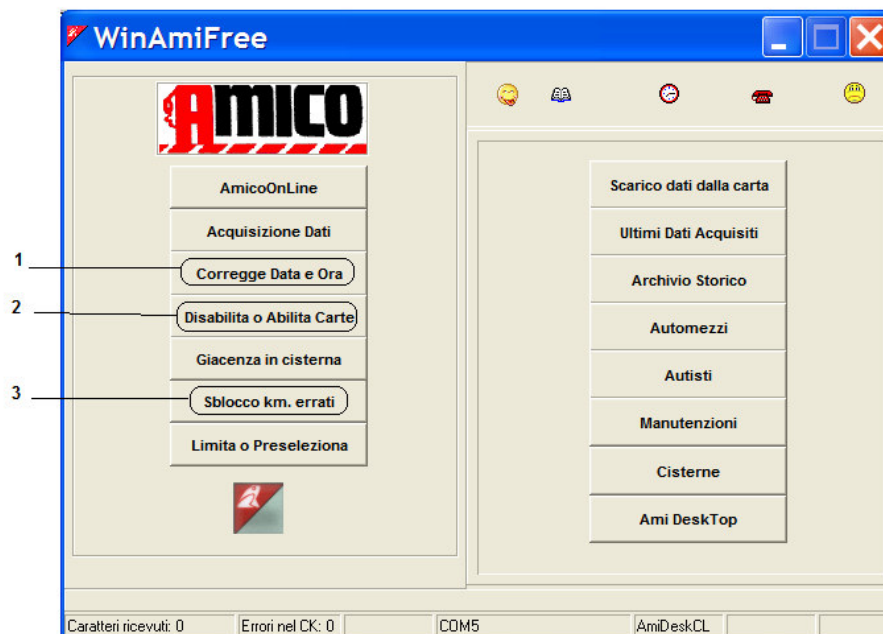 WinAmiFree
AMICO
AmicoOnLine
Acquisizione Dati
1
Corregge Data e Ora
2
Disabilita o Abilita Carte
Giacenza in cisterna
3
Sblocco km. errati
Limita o Preseleziona
Scarico dati dalla carta
Ultimi Dati Acquisiti
Archivio Storico
Automezzi
Autisti
Manutenzioni
Cisterne
Ami DeskTop
Caratteri ricevuti: 0
Errori nel CK: 0
COM5
AmiDeskCL